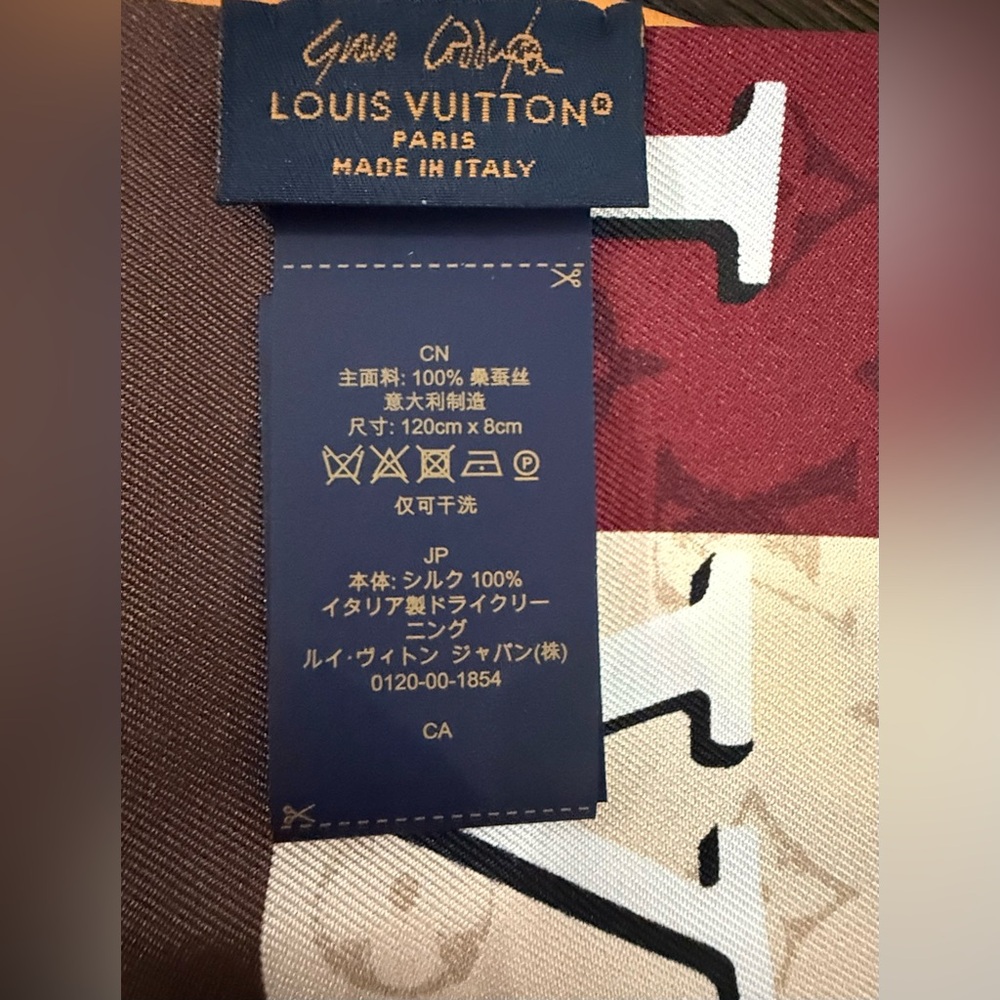 Grace Coddington
LOUIS VUITTON®
PARIS
MADE IN ITALY
CN
主面料: 100% 桑蚕丝
意大利制造
尺寸: 120cm x 8cm
P
仅可干洗
JP
本体: シルク 100%
イタリア製ドライクリー
ニング
ルイ·ヴィトン ジャパン(株)
0120-00-1854
CA